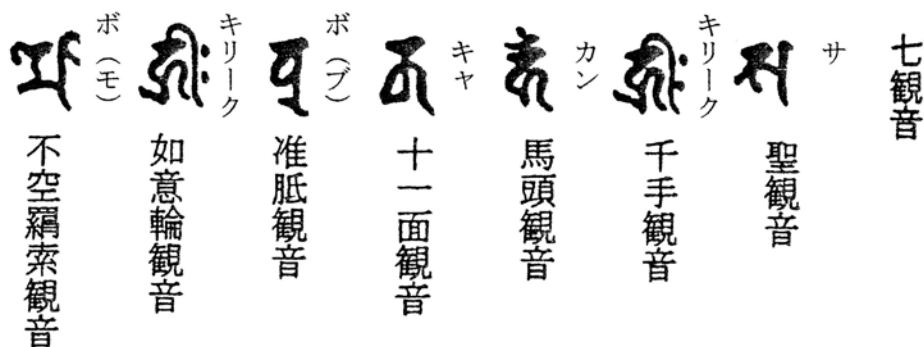 七観音
サ
𑖭
聖観音
キリーク
𑖮𑖿𑖨𑖱𑖾
千手観音
カン
𑖮𑖽
馬頭観音
キャ
𑖎
十一面観音
ボ（ブ）
𑖤𑖲
准胝観音
キリーク
𑖮𑖿𑖨𑖱𑖾
如意輪観音
ボ（モ）
𑖦𑖺
不空羂索観音